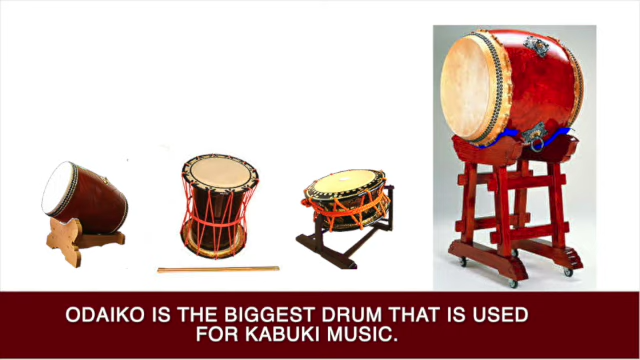 ODAIKO IS THE BIGGEST DRUM THAT IS USED
FOR KABUKI MUSIC.